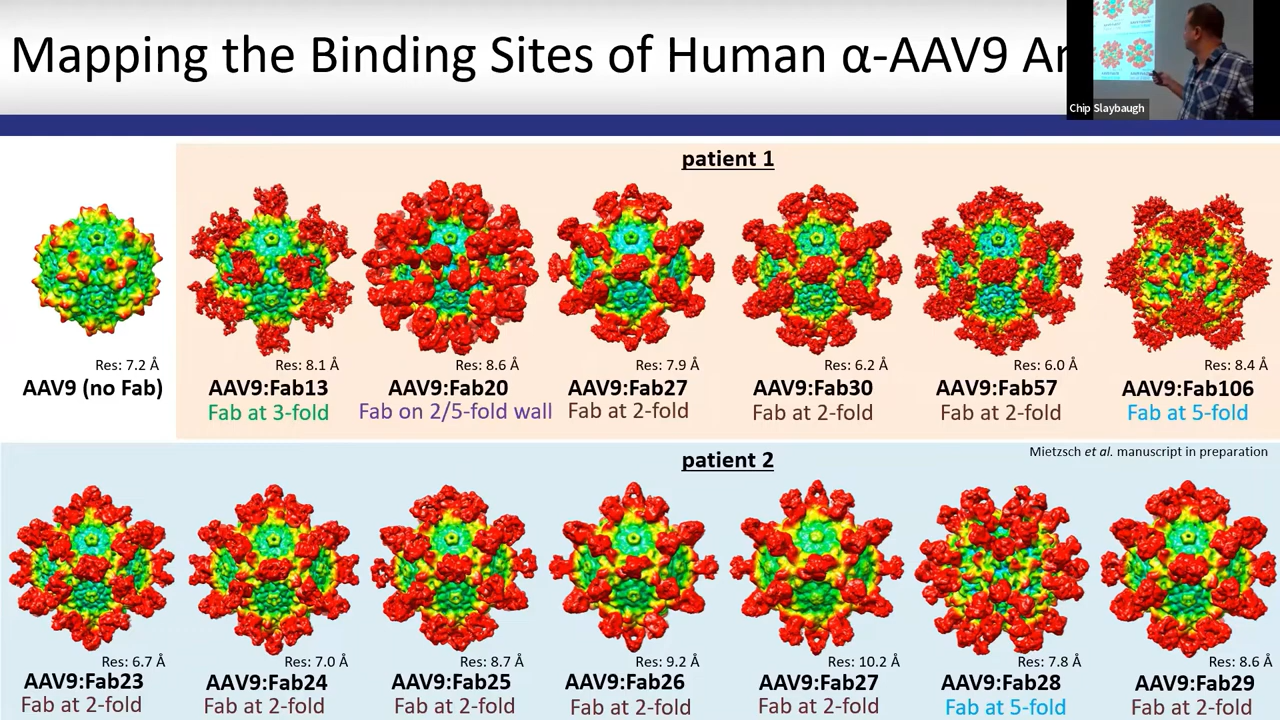 Mapping the Binding Sites of Human α-AAV9 An
Chip Slaybaugh
patient 1
Res: 7.2 Å
AAV9 (no Fab)
Res: 8.1 Å
AAV9:Fab13
Fab at 3-fold
Res: 8.6 Å
AAV9:Fab20
Fab on 2/5-fold wall
Res: 7.9 Å
AAV9:Fab27
Fab at 2-fold
Res: 6.2 Å
AAV9:Fab30
Fab at 2-fold
Res: 6.0 Å
AAV9:Fab57
Fab at 2-fold
Res: 8.4 Å
AAV9:Fab106
Fab at 5-fold
Mietzsch et al. manuscript in preparation
patient 2
Res: 6.7 Å
AAV9:Fab23
Fab at 2-fold
Res: 7.0 Å
AAV9:Fab24
Fab at 2-fold
Res: 8.7 Å
AAV9:Fab25
Fab at 2-fold
Res: 9.2 Å
AAV9:Fab26
Fab at 2-fold
Res: 10.2 Å
AAV9:Fab27
Fab at 2-fold
Res: 7.8 Å
AAV9:Fab28
Fab at 5-fold
Res: 8.6 Å
AAV9:Fab29
Fab at 2-fold